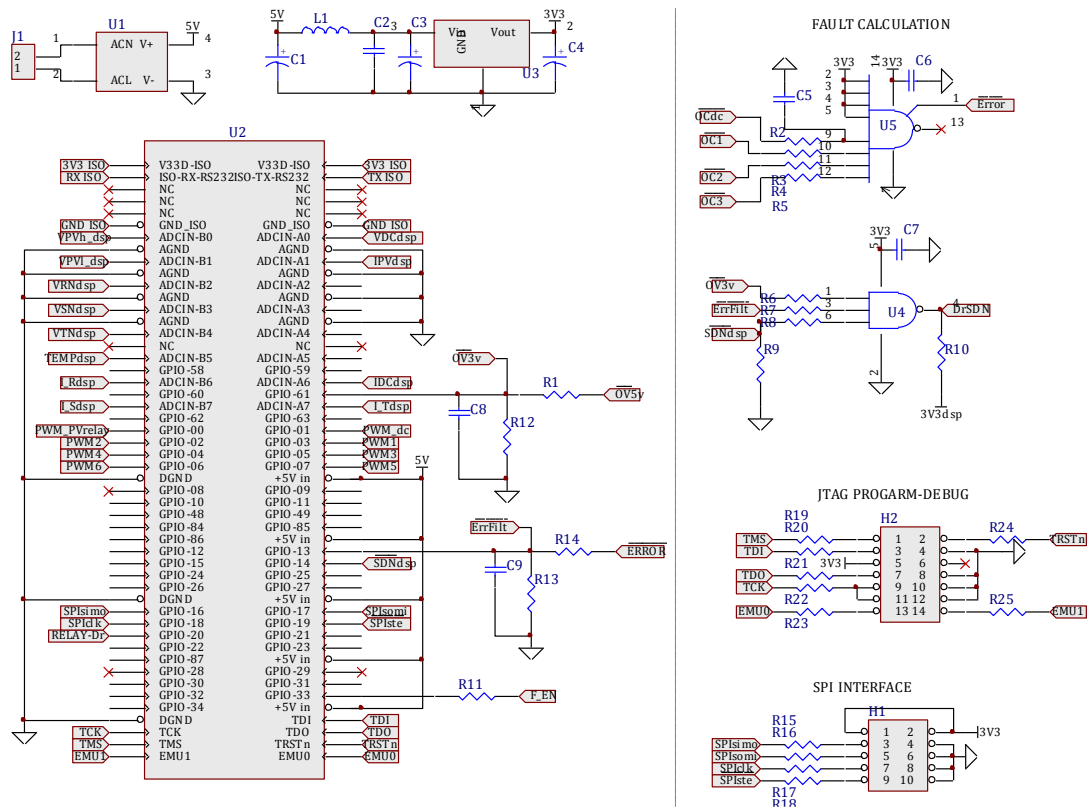 J1
2
1
1
2
U1
ACN V+
ACL V-
5V
4
3
5V
L1
C1
C2
3
C3
Vin
GND
Vout
U3
3V3
2
C4
U2
3V3 ISO V33D-ISO V33D-ISO 3V3 ISO
RX ISO ISO-RX-RS232 ISO-TX-RS232 TX ISO
NC NC
NC NC
NC NC
GND ISO GND_ISO GND_ISO GND ISO
VPVh_dsp ADCIN-B0 ADCIN-A0 VDCdsp
AGND AGND
VPVl_dsp ADCIN-B1 ADCIN-A1 IPVdsp
AGND AGND
VRNdsp ADCIN-B2 ADCIN-A2
AGND AGND
VSNdsp ADCIN-B3 ADCIN-A3
AGND AGND
VTNdsp ADCIN-B4 ADCIN-A4
NC NC
TEMPdsp ADCIN-B5 ADCIN-A5
GPIO-58 GPIO-59
I_Rdsp ADCIN-B6 ADCIN-A6 IDCdsp
GPIO-60 GPIO-61
I_Sdsp ADCIN-B7 ADCIN-A7 I_Tdsp
GPIO-62 GPIO-63
PWM_PVrelay GPIO-00 GPIO-01 PWM_dc
PWM2 GPIO-02 GPIO-03 PWM1
PWM4 GPIO-04 GPIO-05 PWM3
PWM6 GPIO-06 GPIO-07 PWM5
DGND +5V in
GPIO-08 GPIO-09
GPIO-10 GPIO-11
GPIO-48 GPIO-49
GPIO-84 GPIO-85
GPIO-86 +5V in
GPIO-12 GPIO-13
GPIO-15 GPIO-14 SDNdsp
GPIO-24 GPIO-25
GPIO-26 GPIO-27
DGND +5V in
SPIsimo GPIO-16 GPIO-17 SPIsomi
SPIclk GPIO-18 GPIO-19 SPIste
RELAY-Dr GPIO-20 GPIO-21
GPIO-22 GPIO-23
GPIO-87 +5V in
GPIO-28 GPIO-29
GPIO-30 GPIO-31
GPIO-32 GPIO-33
GPIO-34 +5V in
DGND TDI TDI
TCK TCK TDO TDO
TMS TMS TRSTn TRSTn
EMU1 EMU1 EMU0 EMU0
OV3v
R1
OV5v
C8
R12
5V
ErrFilt
R14
ERROR
C9
R13
R11
F_EN
FAULT CALCULATION
3V3
14
3V3
C6
2
3
4
5
C5
OCdc
OC1
OC2
OC3
R2
R3
R4
R5
9
10
11
12
U5
1
Error
13
3V3
5
C7
OV3v
ErrFilt
SDNdsp
R6
R7
R8
R9
1
3
6
U4
4
DrSDN
2
R10
3V3dsp
JTAG PROGARM-DEBUG
R19
R20
H2
R24
TMS 1 2 TRSTn
TDI 3 4
3V3 5 6
R21
TDO 7 8
TCK 9 10
R22
11 12
R25
EMU0 13 14 EMU1
R23
SPI INTERFACE
H1
R15
R16
1 2 3V3
SPIsimo 3 4
SPIsomi 5 6
SPIclk 7 8
SPIste 9 10
R17
R18